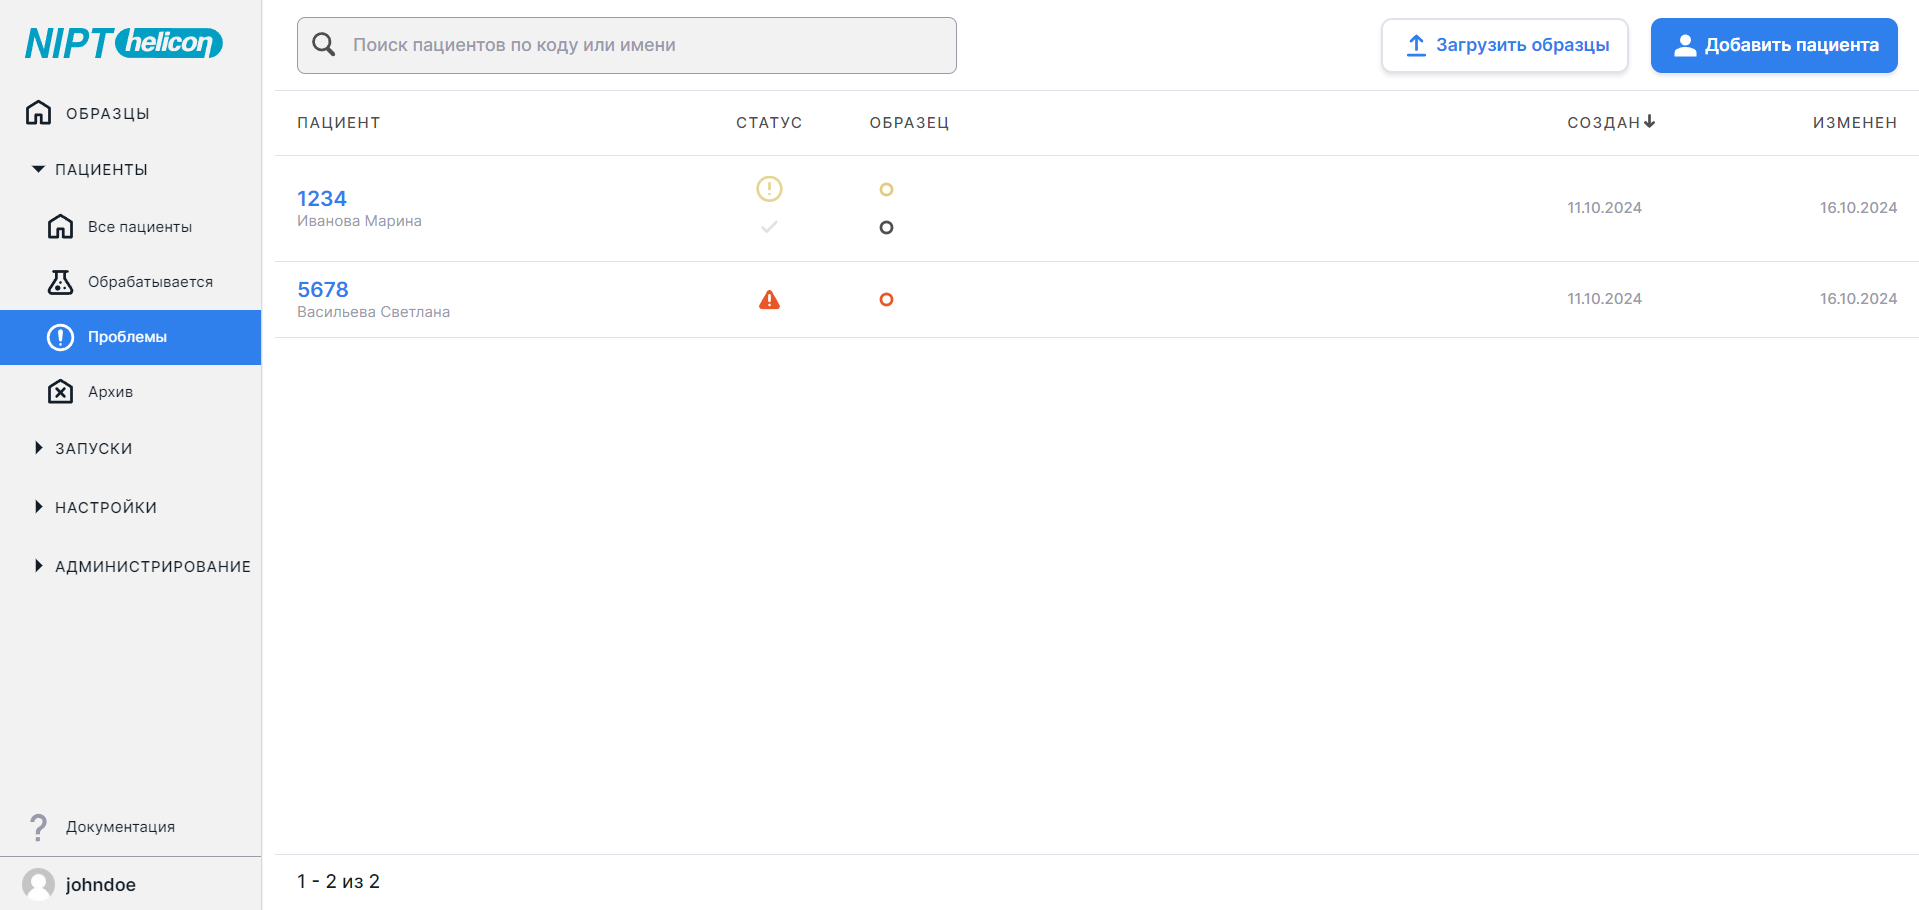 NIPT helicon
ОБРАЗЦЫ
ПАЦИЕНТЫ
Все пациенты
Обрабатывается
Проблемы
Архив
ЗАПУСКИ
НАСТРОЙКИ
АДМИНИСТРИРОВАНИЕ
Документация
johndoe
Поиск пациентов по коду или имени
Загрузить образцы
Добавить пациента
ПАЦИЕНТ СТАТУС ОБРАЗЕЦ СОЗДАН ИЗМЕНЕН
1234
Иванова Марина
11.10.2024 16.10.2024
5678
Васильева Светлана
11.10.2024 16.10.2024
1 - 2 из 2